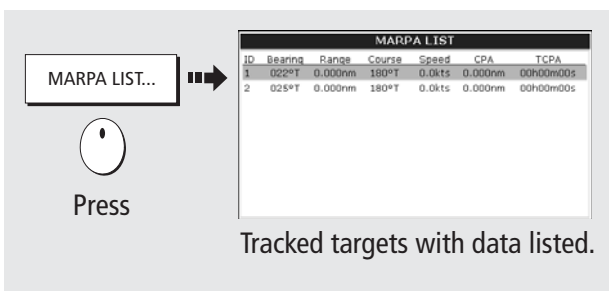 MARPA LIST...
Press
MARPA LIST
ID Bearing Range Course Speed CPA TCPA
1 022°T 0.000nm 180°T 0.0kts 0.000nm 00h00m00s
2 025°T 0.000nm 180°T 0.0kts 0.000nm 00h00m00s
Tracked targets with data listed.